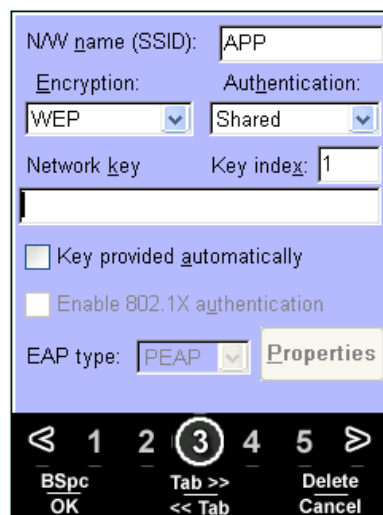 N/W name (SSID): APP
Encryption: Authentication:
WEP Shared
Network key Key index: 1
Key provided automatically
Enable 802.1X authentication
EAP type: PEAP Properties
< 1 2 3 4 5 >
BSpc Tab >> Delete
OK << Tab Cancel